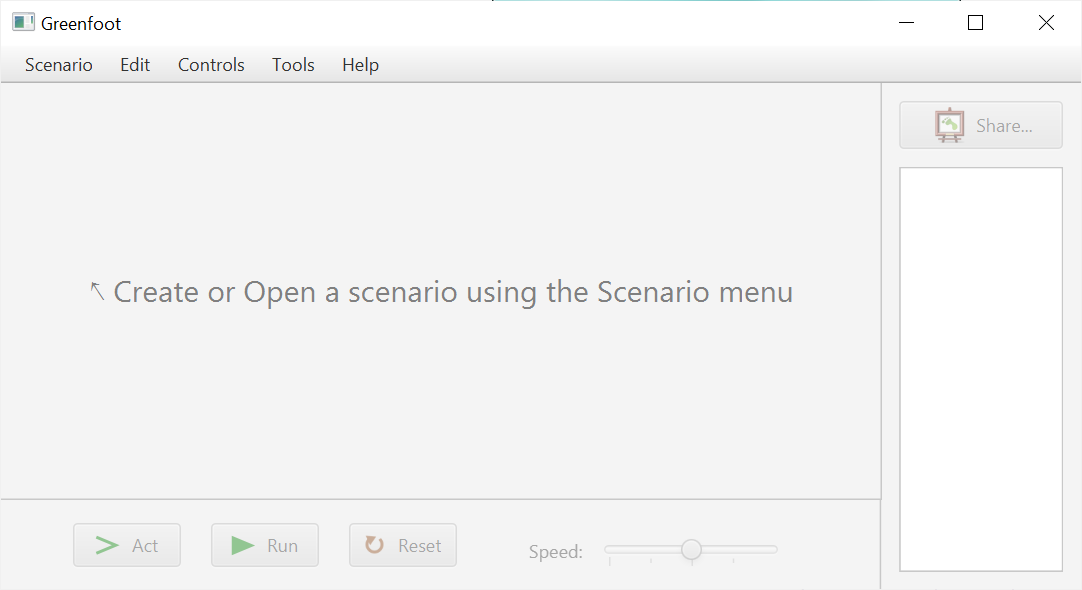 Greenfoot
Scenario Edit Controls Tools Help
Share...
↖ Create or Open a scenario using the Scenario menu
Act Run Reset Speed: